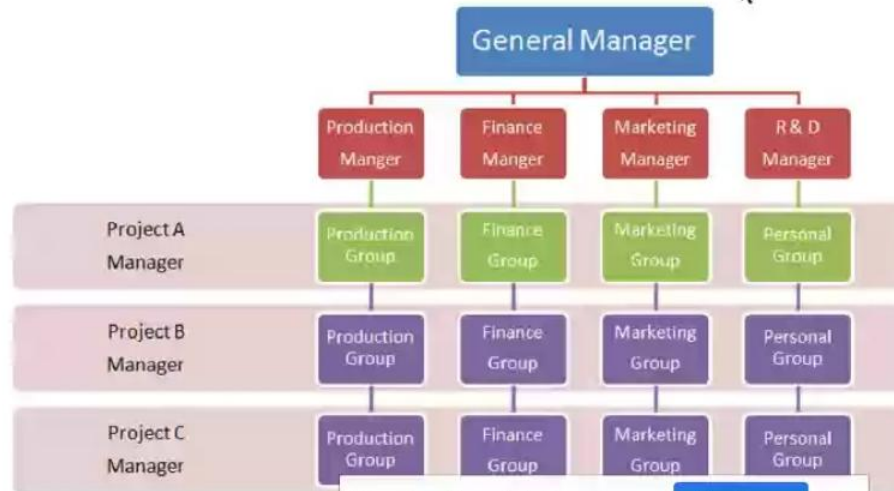 General Manager
Production
Manger
Finance
Manger
Marketing
Manager
R & D
Manager
Project A
Manager
Production
Group
Finance
Group
Marketing
Group
Personal
Group
Project B
Manager
Production
Group
Finance
Group
Marketing
Group
Personal
Group
Project C
Manager
Production
Group
Finance
Group
Marketing
Group
Personal
Group